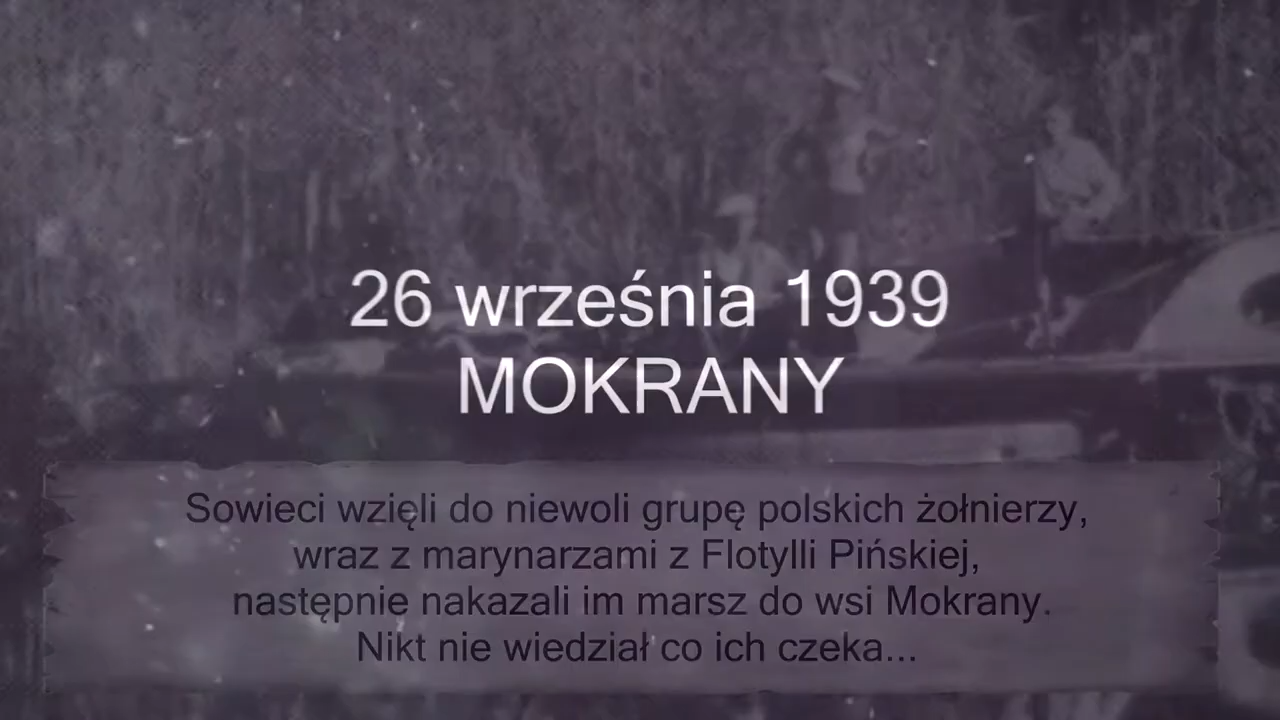 26 września 1939
MOKRANY
Sowieci wzięli do niewoli grupę polskich żołnierzy,
wraz z marynarzami z Flotylli Pińskiej,
następnie nakazali im marsz do wsi Mokrany.
Nikt nie wiedział co ich czeka...